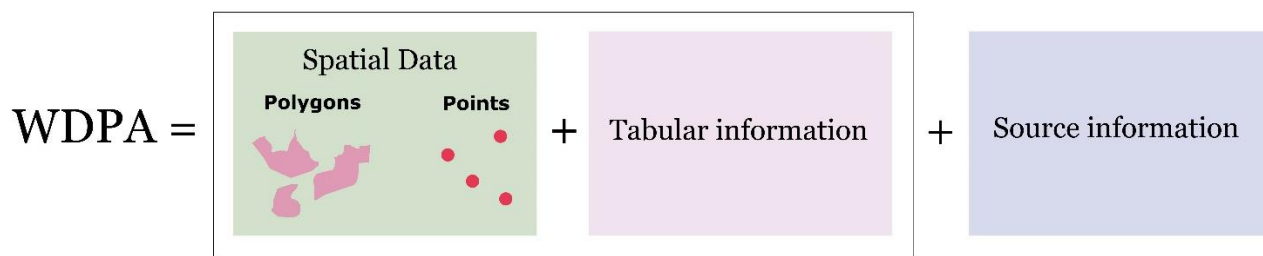 Spatial Data
Polygons Points
WDPA = + Tabular information + Source information